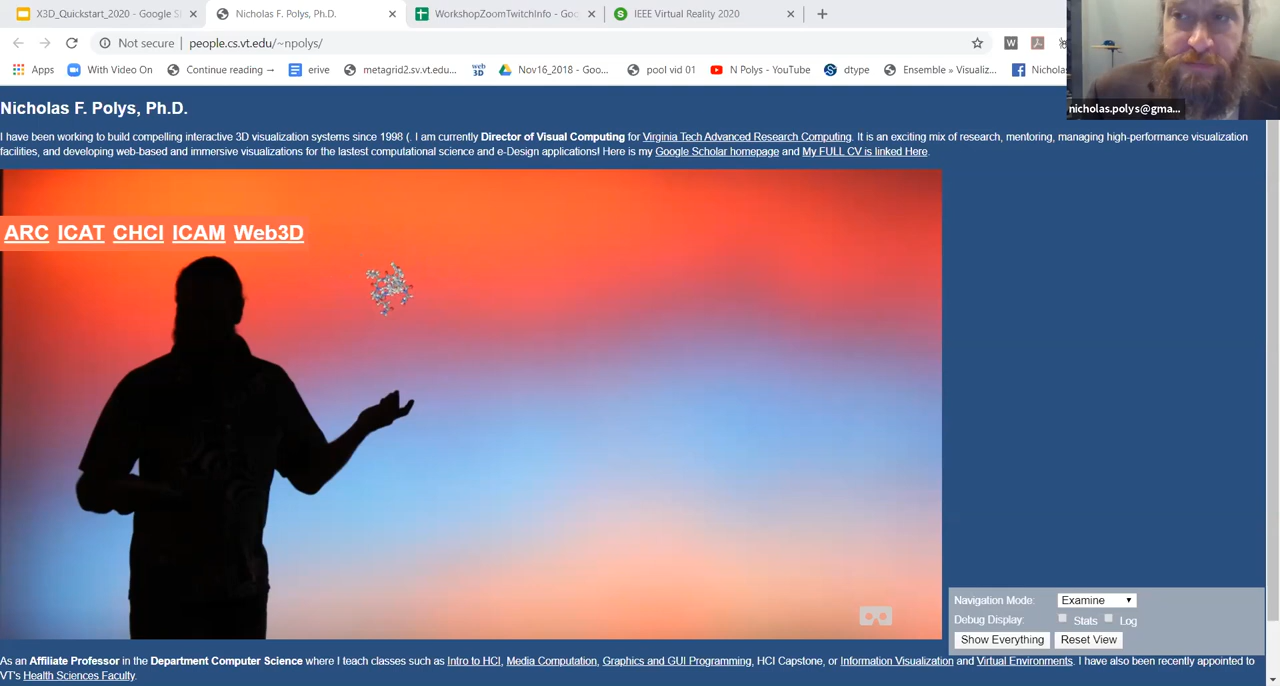 X3D_Quickstart_2020 - Google Sl
Nicholas F. Polys, Ph.D.
WorkshopZoomTwitchInfo - Goo
IEEE Virtual Reality 2020
Not secure | people.cs.vt.edu/~npolys/
Apps
With Video On
Continue reading →
erive
metagrid2.sv.vt.edu...
web 3D
Nov16_2018 - Goo...
pool vid 01
N Polys - YouTube
dtype
Ensemble » Visualiz...
Nichola
nicholas.polys@gma...
Nicholas F. Polys, Ph.D.
I have been working to build compelling interactive 3D visualization systems since 1998 (. I am currently Director of Visual Computing for Virginia Tech Advanced Research Computing. It is an exciting mix of research, mentoring, managing high-performance visualization
facilities, and developing web-based and immersive visualizations for the lastest computational science and e-Design applications! Here is my Google Scholar homepage and My FULL CV is linked Here.
ARC ICAT CHCI ICAM Web3D
Navigation Mode: Examine
Debug Display: Stats Log
Show Everything Reset View
As an Affiliate Professor in the Department Computer Science where I teach classes such as Intro to HCI, Media Computation, Graphics and GUI Programming, HCI Capstone, or Information Visualization and Virtual Environments. I have also been recently appointed to
VT's Health Sciences Faculty.